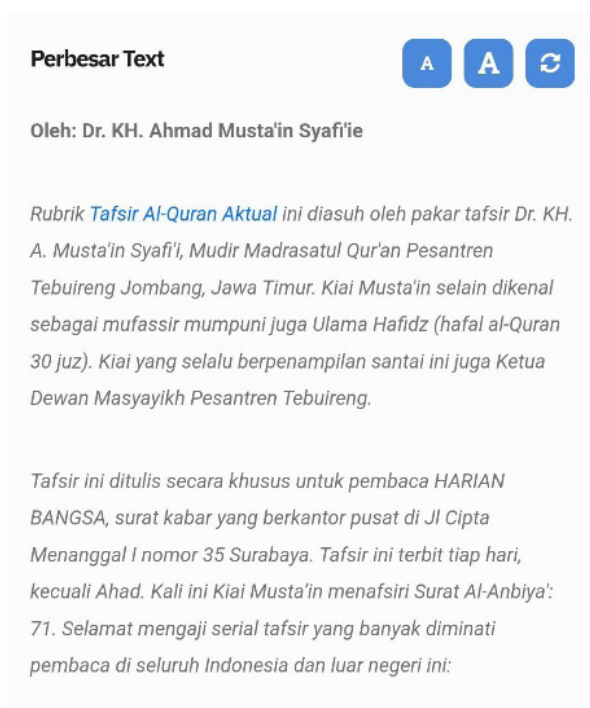 Perbesar Text
A A
Oleh: Dr. KH. Ahmad Musta'in Syafi'ie
Rubrik Tafsir Al-Quran Aktual ini diasuh oleh pakar tafsir Dr. KH.
A. Musta'in Syafi'i, Mudir Madrasatul Qur'an Pesantren
Tebuireng Jombang, Jawa Timur. Kiai Musta'in selain dikenal
sebagai mufassir mumpuni juga Ulama Hafidz (hafal al-Quran
30 juz). Kiai yang selalu berpenampilan santai ini juga Ketua
Dewan Masyayikh Pesantren Tebuireng.
Tafsir ini ditulis secara khusus untuk pembaca HARIAN
BANGSA, surat kabar yang berkantor pusat di Jl Cipta
Menanggal I nomor 35 Surabaya. Tafsir ini terbit tiap hari,
kecuali Ahad. Kali ini Kiai Musta’in menafsiri Surat Al-Anbiya':
71. Selamat mengaji serial tafsir yang banyak diminati
pembaca di seluruh Indonesia dan luar negeri ini: